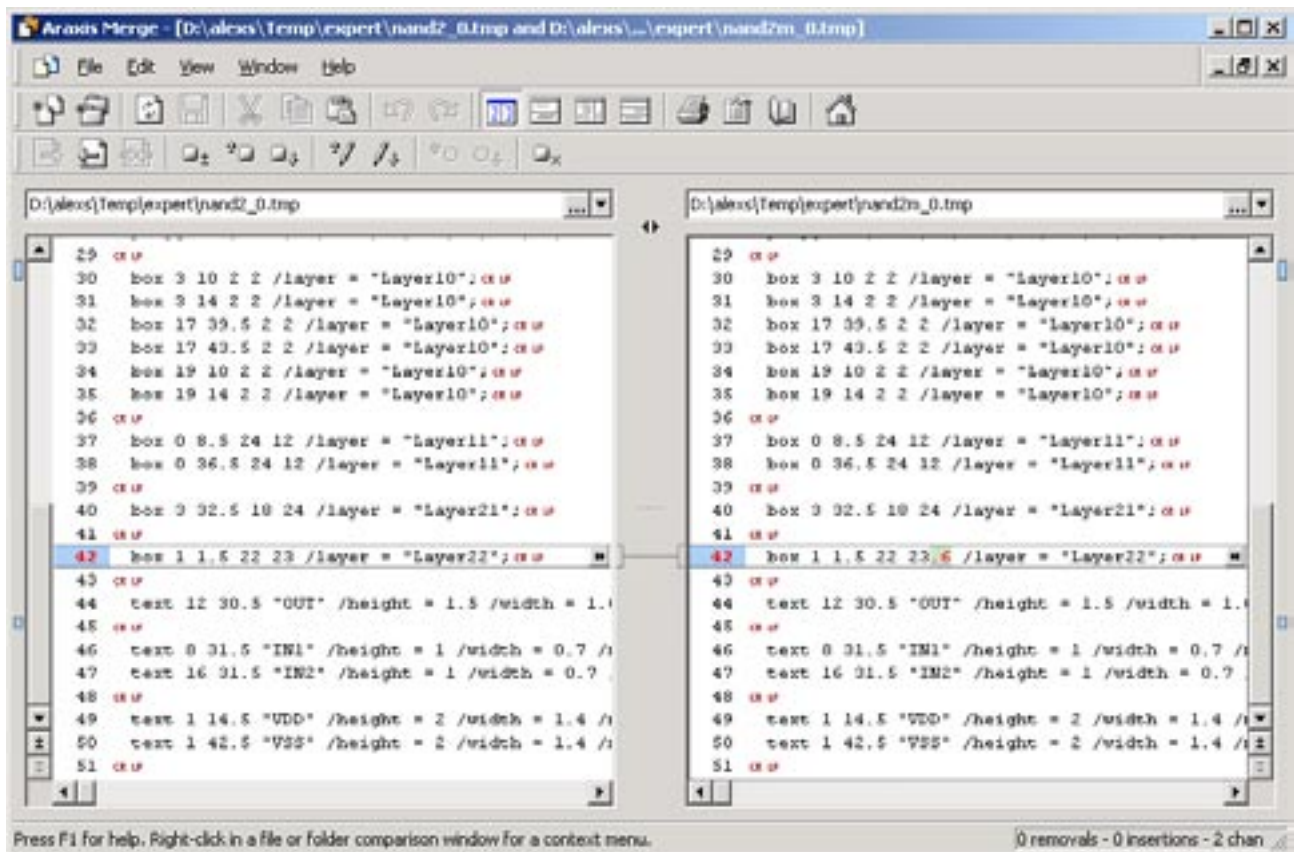 Araxis Merge - [D:\alexs\Temp\expert\nand2_0.tmp and D:\alexs\...\expert\nand2m_0.tmp]
File Edit View Window Help
D:\alexs\Temp\expert\nand2_0.tmp ...
29 CR LF
30 box 3 10 2 2 /layer = "Layer10"; CR LF
31 box 3 14 2 2 /layer = "Layer10"; CR LF
32 box 17 39.5 2 2 /layer = "Layer10"; CR LF
33 box 17 43.5 2 2 /layer = "Layer10"; CR LF
34 box 19 10 2 2 /layer = "Layer10"; CR LF
35 box 19 14 2 2 /layer = "Layer10"; CR LF
36 CR LF
37 box 0 8.5 24 12 /layer = "Layer11"; CR LF
38 box 0 36.5 24 12 /layer = "Layer11"; CR LF
39 CR LF
40 box 3 32.5 18 24 /layer = "Layer21"; CR LF
41 CR LF
42 box 1 1.5 22 23 /layer = "Layer22"; CR LF
43 CR LF
44 text 12 30.5 "OUT" /height = 1.5 /width = 1.
45 CR LF
46 text 8 31.5 "IN1" /height = 1 /width = 0.7 /
47 text 16 31.5 "IN2" /height = 1 /width = 0.7
48 CR LF
49 text 1 14.5 "VDD" /height = 2 /width = 1.4 /
50 text 1 42.5 "VSS" /height = 2 /width = 1.4 /
51 CR LF
D:\alexs\Temp\expert\nand2m_0.tmp ...
29 CR LF
30 box 3 10 2 2 /layer = "Layer10"; CR LF
31 box 3 14 2 2 /layer = "Layer10"; CR LF
32 box 17 39.5 2 2 /layer = "Layer10"; CR LF
33 box 17 43.5 2 2 /layer = "Layer10"; CR LF
34 box 19 10 2 2 /layer = "Layer10"; CR LF
35 box 19 14 2 2 /layer = "Layer10"; CR LF
36 CR LF
37 box 0 8.5 24 12 /layer = "Layer11"; CR LF
38 box 0 36.5 24 12 /layer = "Layer11"; CR LF
39 CR LF
40 box 3 32.5 18 24 /layer = "Layer21"; CR LF
41 CR LF
42 box 1 1.5 22 23.6 /layer = "Layer22"; CR LF
43 CR LF
44 text 12 30.5 "OUT" /height = 1.5 /width = 1.
45 CR LF
46 text 8 31.5 "IN1" /height = 1 /width = 0.7 /
47 text 16 31.5 "IN2" /height = 1 /width = 0.7
48 CR LF
49 text 1 14.5 "VDD" /height = 2 /width = 1.4 /
50 text 1 42.5 "VSS" /height = 2 /width = 1.4 /
51 CR LF
Press F1 for help. Right-click in a file or folder comparison window for a context menu.
0 removals - 0 insertions - 2 chan